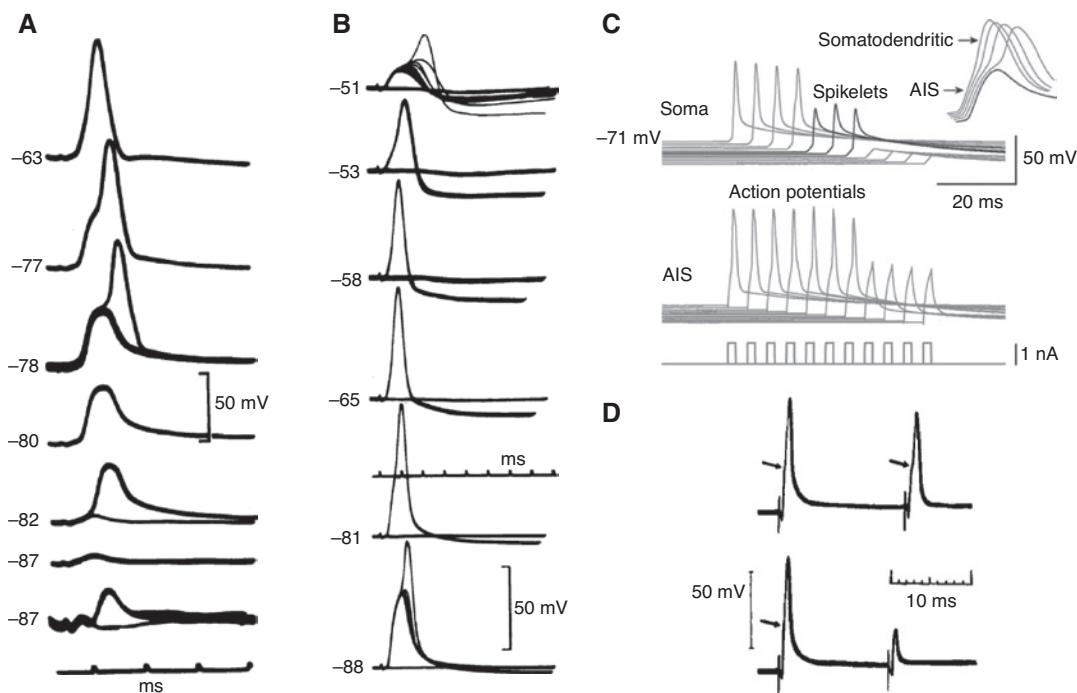 A
–63
–77
–78
50 mV
–80
–82
–87
–87
ms
B
–51
–53
–58
–65
ms
–81
50 mV
–88
C
Somatodendritic
AIS
Soma
Spikelets
–71 mV
50 mV
20 ms
Action potentials
AIS
1 nA
D
50 mV
10 ms